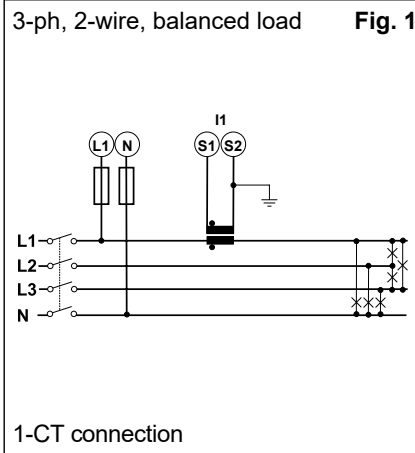 3-ph, 2-wire, balanced load Fig. 1
I1
L1 N S1 S2
L1
L2
L3
N
1-CT connection